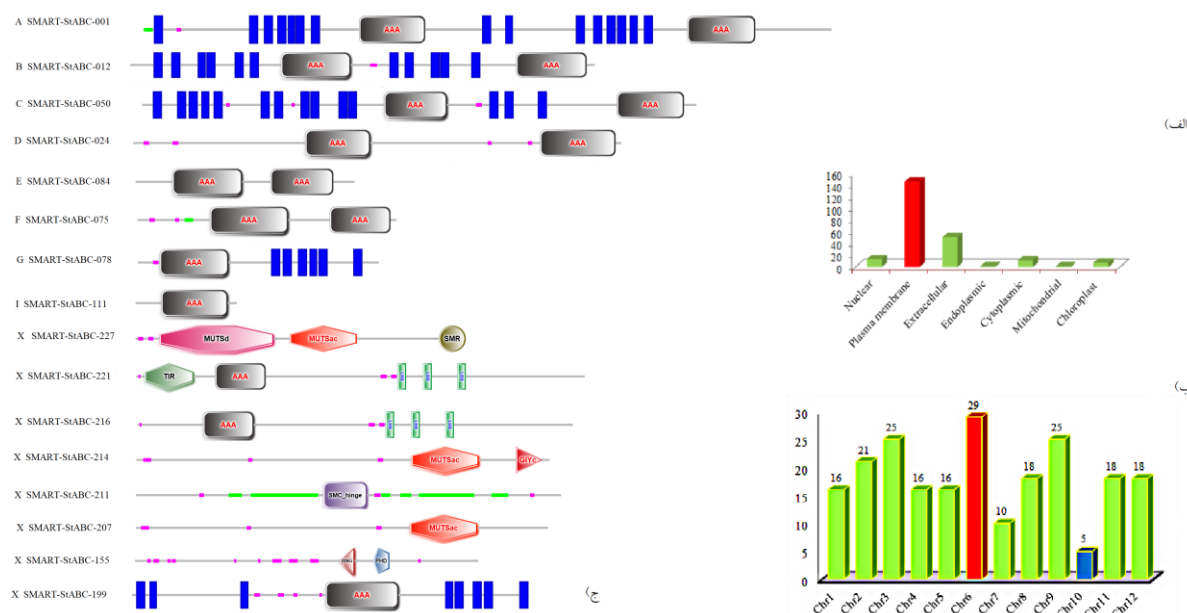 A SMART-StABC-001
AAA AAA
B SMART-StABC-012
AAA AAA
C SMART-StABC-050
AAA AAA
D SMART-StABC-024
AAA AAA
E SMART-StABC-084
AAA AAA
F SMART-StABC-075
AAA AAA
G SMART-StABC-078
AAA
I SMART-StABC-111
AAA
X SMART-StABC-227
MUTSd MUTSac SMR
X SMART-StABC-221
TIR AAA
X SMART-StABC-216
AAA
X SMART-StABC-214
MUTSac GIYc
X SMART-StABC-211
SMC_hinge
X SMART-StABC-207
MUTSac
X SMART-StABC-155
PHD
X SMART-StABC-199
AAA
ج)
الف)
160
140
120
100
80
60
40
20
0
Nuclear
Plasma membrane
Extracellular
Endoplasmic
Cytoplasmic
Mitochondrial
Chloroplast
ب)
30
25
20
15
10
5
0
16 21 25 16 16 29 10 18 25 5 18 18
Chr1 Chr2 Chr3 Chr4 Chr5 Chr6 Chr7 Chr8 Chr9 Chr10 Chr11 Chr12